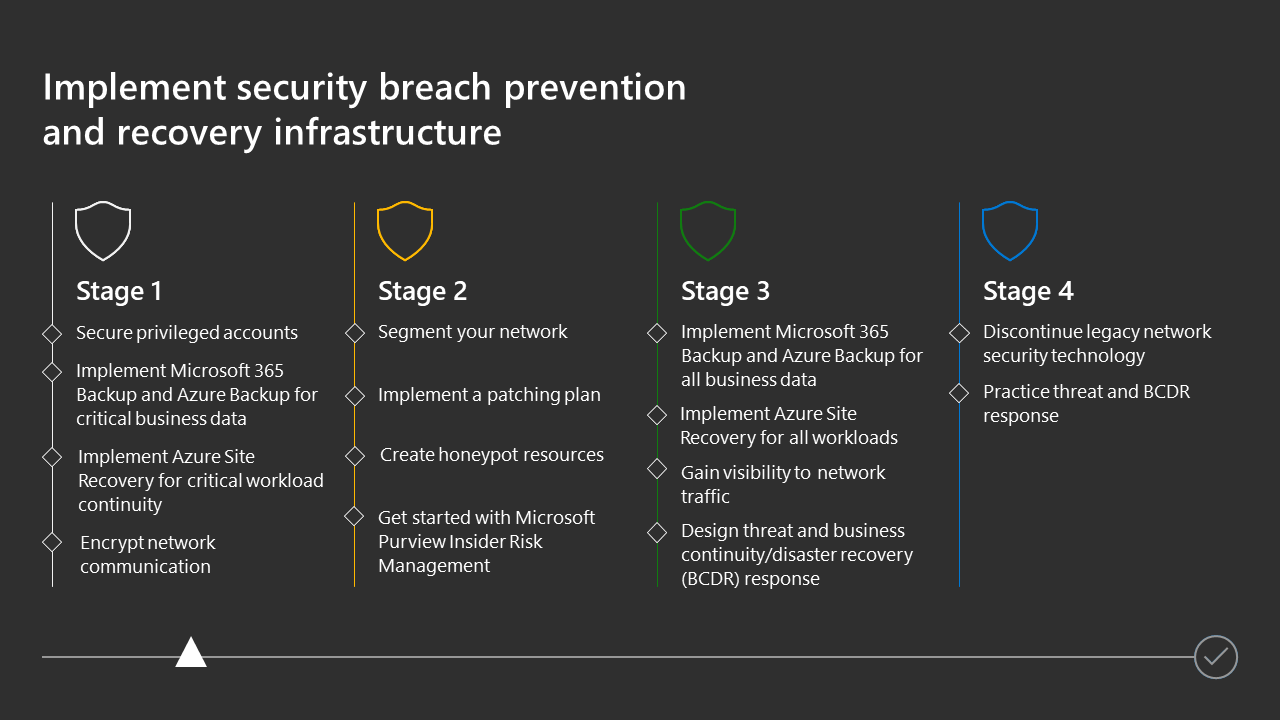 Implement security breach prevention
and recovery infrastructure
Stage 1
Secure privileged accounts
Implement Microsoft 365
Backup and Azure Backup for
critical business data
Implement Azure Site
Recovery for critical workload
continuity
Encrypt network
communication
Stage 2
Segment your network
Implement a patching plan
Create honeypot resources
Get started with Microsoft
Purview Insider Risk
Management
Stage 3
Implement Microsoft 365
Backup and Azure Backup for
all business data
Implement Azure Site
Recovery for all workloads
Gain visibility to network
traffic
Design threat and business
continuity/disaster recovery
(BCDR) response
Stage 4
Discontinue legacy network
security technology
Practice threat and BCDR
response